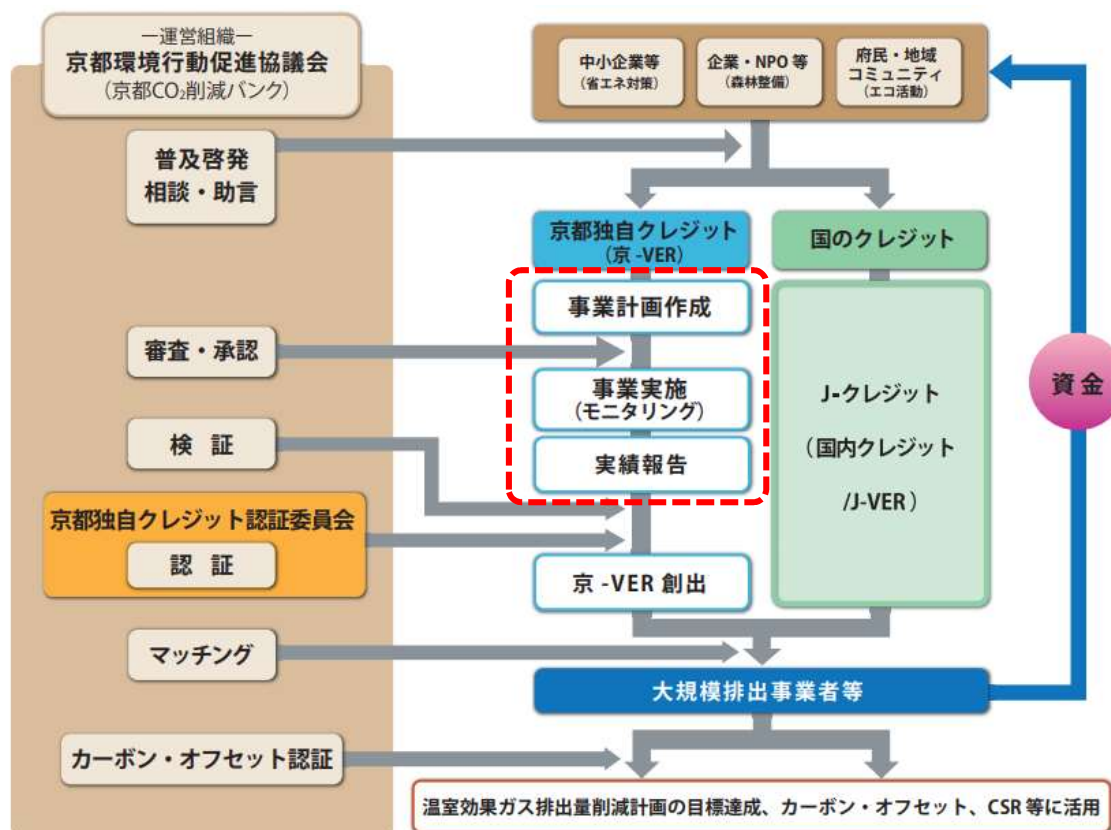 ―運営組織―
京都環境行動促進協議会
(京都CO₂削減バンク)
中小企業等
(省エネ対策)
企業・NPO等
(森林整備)
府民・地域
コミュニティ
(エコ活動)
普及啓発
相談・助言
京都独自クレジット
(京-VER)
国のクレジット
事業計画作成
審査・承認
事業実施
(モニタリング)
実績報告
J-クレジット
(国内クレジット
/J-VER)
資金
検 証
京都独自クレジット認証委員会
認 証
京-VER創出
マッチング
大規模排出事業者等
カーボン・オフセット認証
温室効果ガス排出量削減計画の目標達成、カーボン・オフセット、CSR等に活用